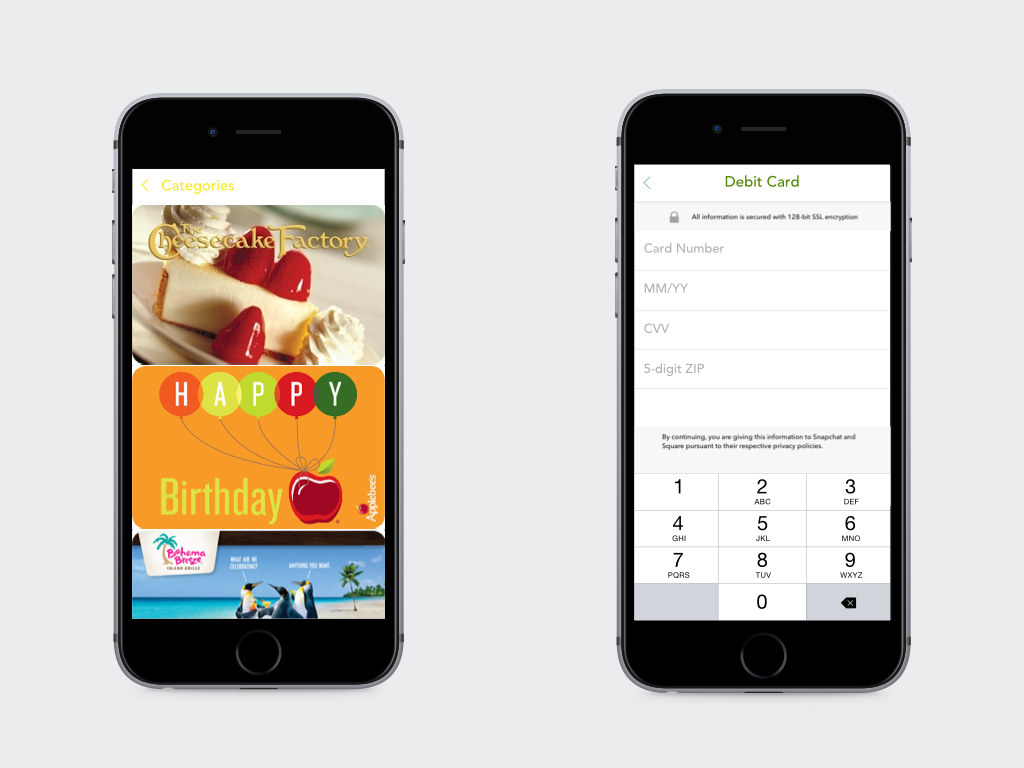 Categories
The
Cheesecake Factory
H A P P Y
Birthday
Applebee's
Bahama
Breeze
ISLAND GRILLE
WHAT ARE WE
CELEBRATING?
ANYTHING YOU WANT.
Debit Card
All information is secured with 128-bit SSL encryption
Card Number
MM/YY
CVV
5-digit ZIP
By continuing, you are giving this information to Snapchat and
Square pursuant to their respective privacy policies.
1 2 3
ABC DEF
4 5 6
GHI JKL MNO
7 8 9
PQRS TUV WXYZ
0